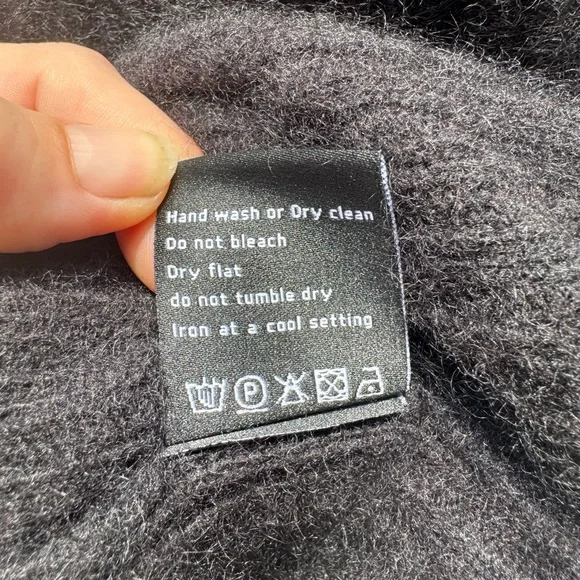 Hand wash or Dry clean
Do not bleach
Dry flat
do not tumble dry
Iron at a cool setting
P